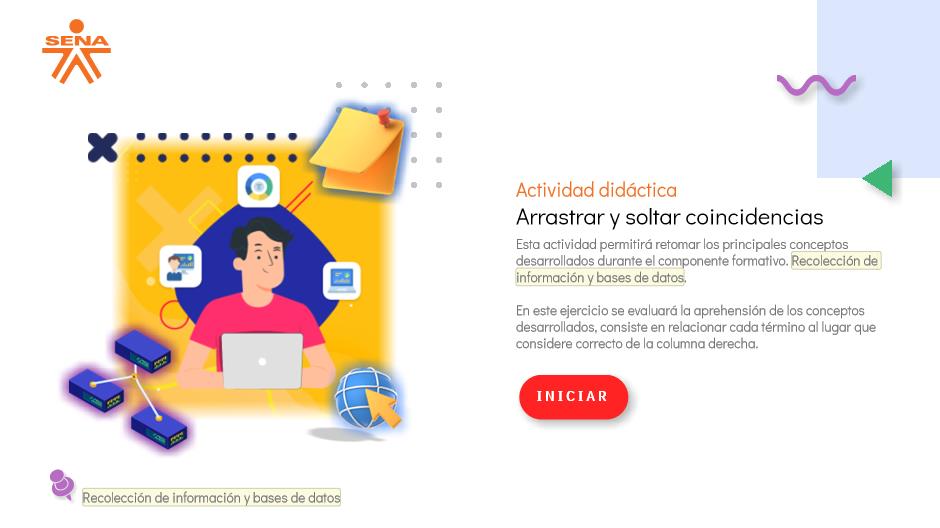 SENA
Actividad didáctica
Arrastrar y soltar coincidencias
Esta actividad permitirá retomar los principales conceptos
desarrollados durante el componente formativo. Recolección de
información y bases de datos.
En este ejercicio se evaluará la aprehensión de los conceptos
desarrollados, consiste en relacionar cada término al lugar que
considere correcto de la columna derecha.
INICIAR
Recolección de información y bases de datos